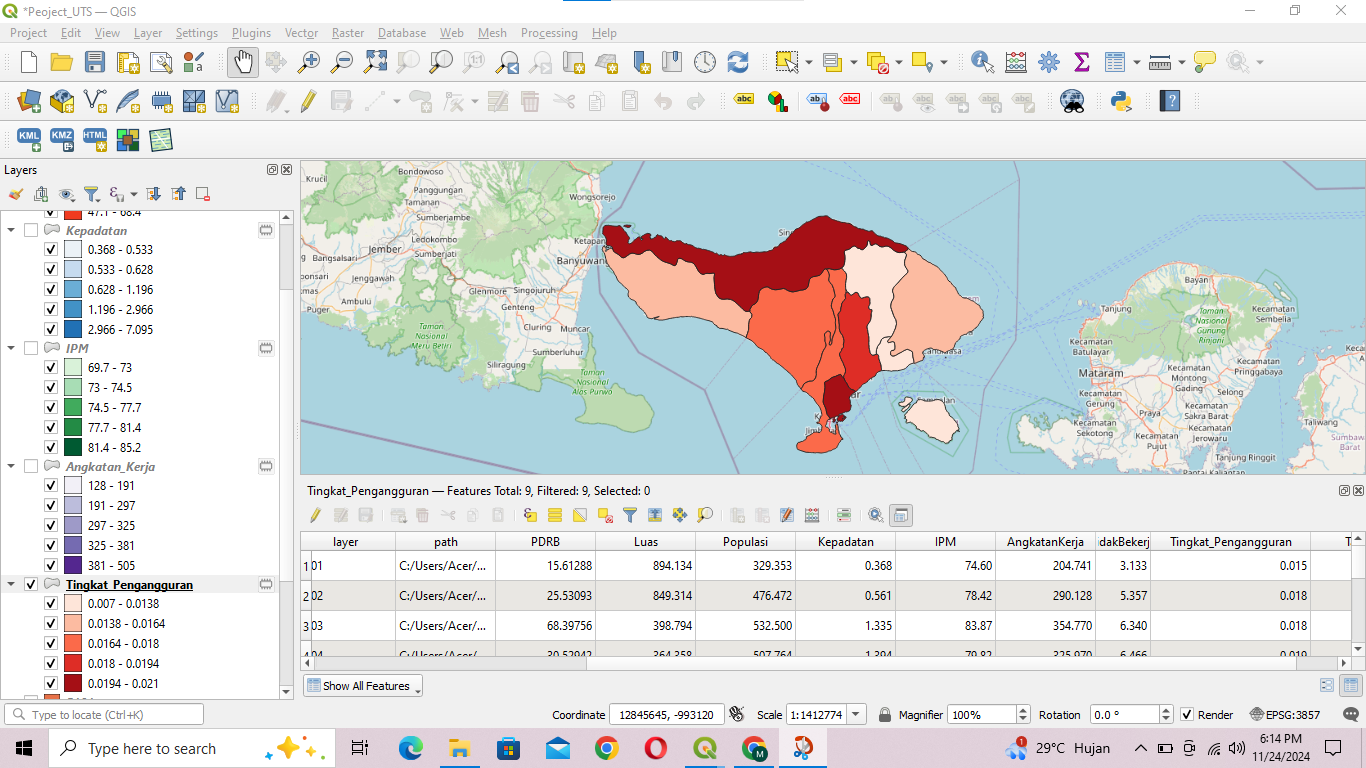 *Peoject_UTS — QGIS
Project Edit View Layer Settings Plugins Vector Raster Database Web Mesh Processing Help
Layers
47.1 - 68.4
Kepadatan
0.368 - 0.533
0.533 - 0.628
0.628 - 1.196
1.196 - 2.966
2.966 - 7.095
IPM
69.7 - 73
73 - 74.5
74.5 - 77.7
77.7 - 81.4
81.4 - 85.2
Angkatan_Kerja
128 - 191
191 - 297
297 - 325
325 - 381
381 - 505
Tingkat_Pengangguran
0.007 - 0.0138
0.0138 - 0.0164
0.0164 - 0.018
0.018 - 0.0194
0.0194 - 0.021
Krucil
Bondowoso
Panggungan
Taman
Sumberjambe
Wongsorejo
Jember
Ledokombo
Sempolan
Ketapan
Bangsalsari
Banyuwan
Jenggawah
Glenmore
Singojuruh
Ambulu
Genteng
Puger
Cluring
Muncar
Taman
Nasional
Meru Betiri
Sumberluhur
Siliragung
Taman
Nasional
Alas Purwo
Tanjung
Bayan
Taman
Nasional
Gunung
Rinjani
Kecamatan
Sembelia
Kecamatan
Batulayar
Mataram
Kecamatan
Pringgabaya
Kecamatan
Montong
Gading
Selong
Kecamatan
Gerung
Praya
Kecamatan
Sakra Barat
Kecamatan
Sekotong
Kecamatan
Jerowaru
Kecamatan
Pujut
Tanjung Ringgit
Pantai Kaliantan
Taliwang
Sumbawa
Barat
Tingkat_Pengangguran — Features Total: 9, Filtered: 9, Selected: 0
layer path PDRB Luas Populasi Kepadatan IPM AngkatanKerja dakBekerj Tingkat_Pengangguran
1 01 C:/Users/Acer/... 15.61288 894.134 329.353 0.368 74.60 204.741 3.133 0.015
2 02 C:/Users/Acer/... 25.53093 849.314 476.472 0.561 78.42 290.128 5.357 0.018
3 03 C:/Users/Acer/... 68.39756 398.794 532.500 1.335 83.87 354.770 6.340 0.018
4 04 C:/Users/Acer/... 30.52942 364.358 507.764 1.394 79.82 325.970 6.466 0.019
Show All Features
Type to locate (Ctrl+K) Coordinate 12845645, -993120 Scale 1:1412774 Magnifier 100% Rotation 0.0 ° Render EPSG:3857
Type here to search
29°C Hujan
6:14 PM
11/24/2024